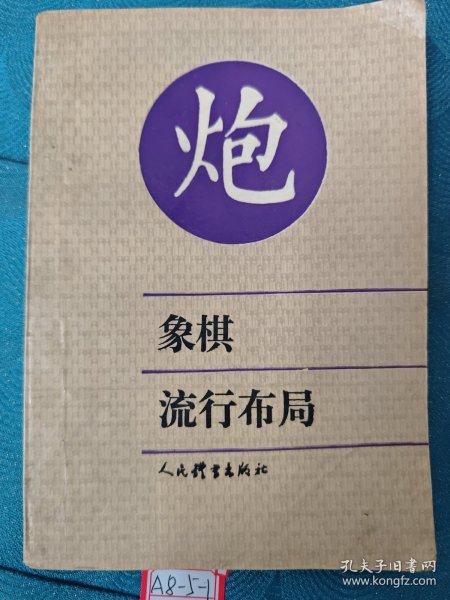 炮
象棋
流行布局
人民体育出版社
A8-5-1
孔夫子旧书网
www.kongfz.com